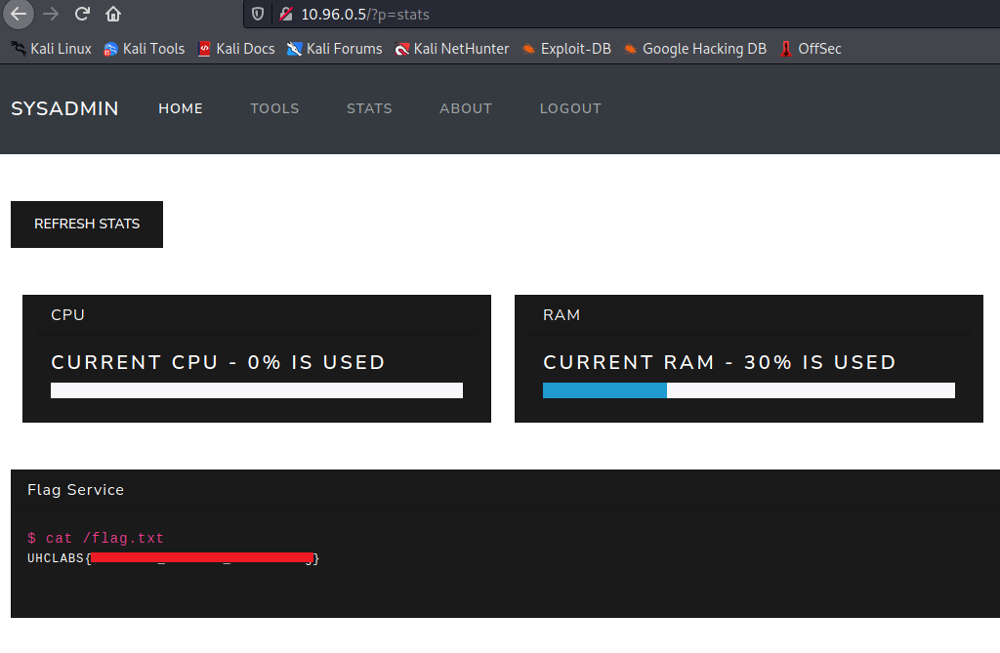 10.96.0.5/?p=stats
Kali Linux Kali Tools Kali Docs Kali Forums Kali NetHunter Exploit-DB Google Hacking DB OffSec
SYSADMIN HOME TOOLS STATS ABOUT LOGOUT
REFRESH STATS
CPU
CURRENT CPU - 0% IS USED
RAM
CURRENT RAM - 30% IS USED
Flag Service
$ cat /flag.txt
UHCLABS{ }